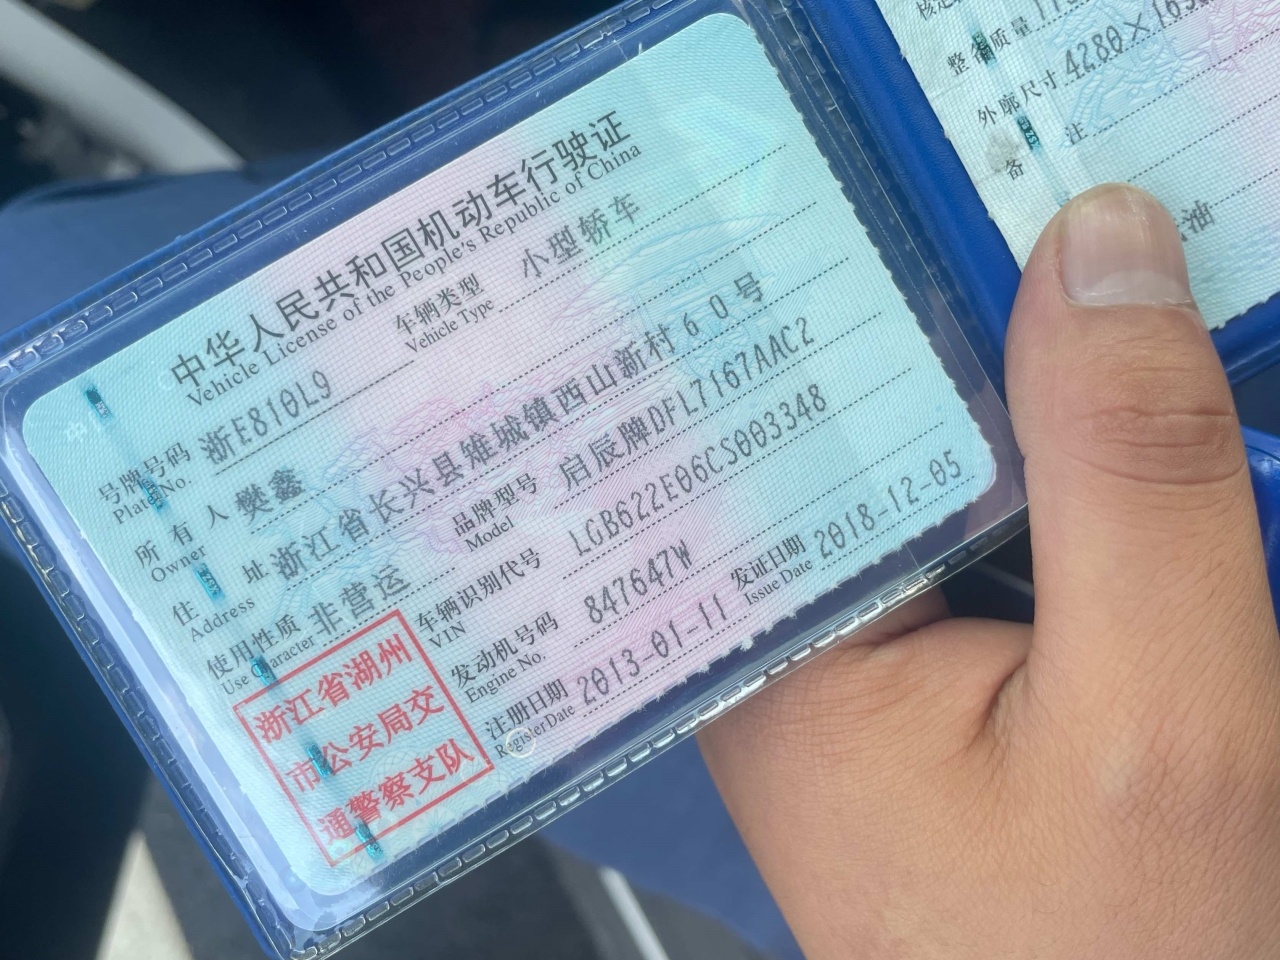 中华人民共和国机动车行驶证
Vehicle License of the People's Republic of China
号牌号码 浙E810L9 车辆类型 小型轿车
Plate No. Vehicle Type
所有人 樊鑫
Owner
住址 浙江省长兴县雉城镇西山新村60号
Address
使用性质 非营运 品牌型号 启辰牌DFL7167AAC2
Use Character Model
车辆识别代号 LGB622E06CS003348
VIN
发动机号码 847647W
Engine No.
注册日期 2013-01-11 发证日期 2018-12-05
Register Date Issue Date
浙江省湖州
市公安局交
通警察支队
整备质量
外廓尺寸 4280×
备注
油